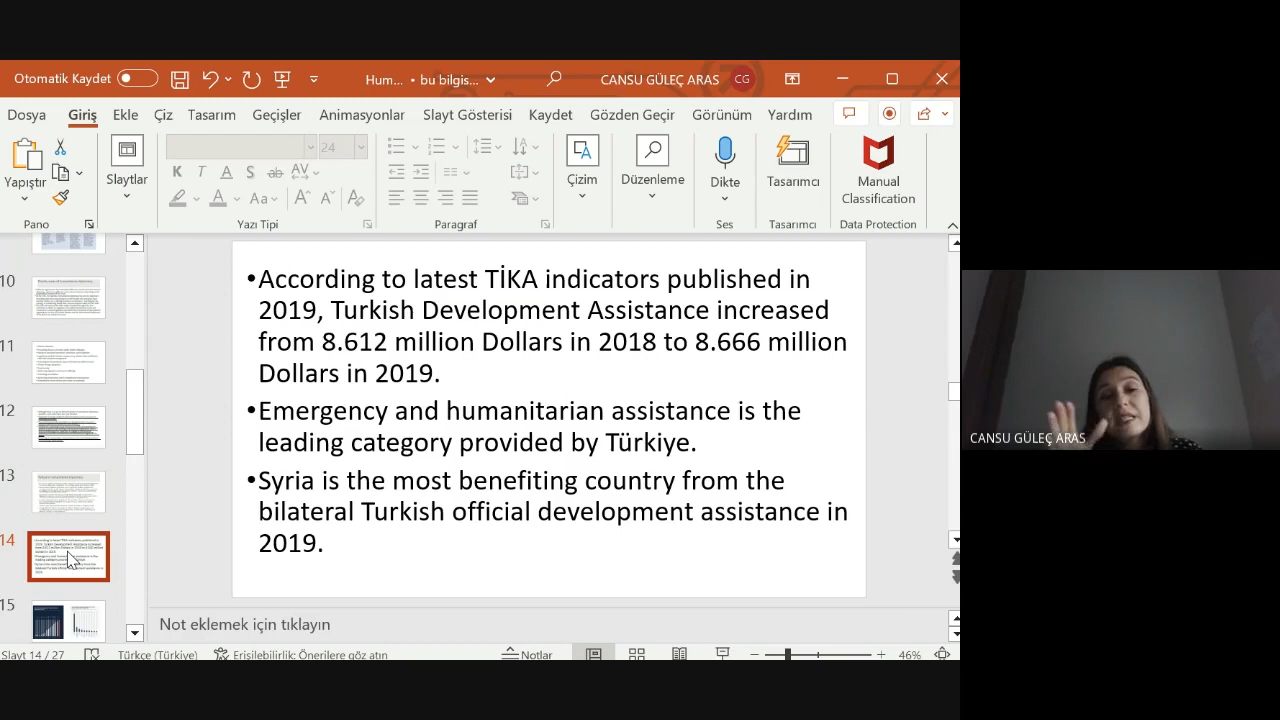 Otomatik Kaydet
Hum... • bu bilgis...
CANSU GÜLEÇ ARAS
CG
Dosya
Giriş
Ekle
Çiz
Tasarım
Geçişler
Animasyonlar
Slayt Gösterisi
Kaydet
Gözden Geçir
Görünüm
Yardım
Yapıştır
Slaytlar
24
K T A S ab AV
A Aa A A A
Çizim
Düzenleme
Dikte
Tasarımcı
Manual
Classification
Pano
Yazı Tipi
Paragraf
Ses
Tasarımcı
Data Protection
10
11
12
13
14
15
•According to latest TİKA indicators published in
2019, Turkish Development Assistance increased
from 8.612 million Dollars in 2018 to 8.666 million
Dollars in 2019.
•Emergency and humanitarian assistance is the
leading category provided by Türkiye.
•Syria is the most benefiting country from the
bilateral Turkish official development assistance in
2019.
CANSU GÜLEÇ ARAS
Not eklemek için tıklayın
Slayt 14 / 27
Türkçe (Türkiye)
Erişilebilirlik: Önerilere göz atın
Notlar
46%